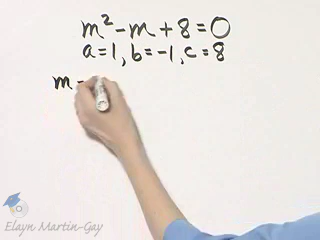 m² - m + 8 = 0
a = 1, b = -1, c = 8
m =
Elayn Martin-Gay